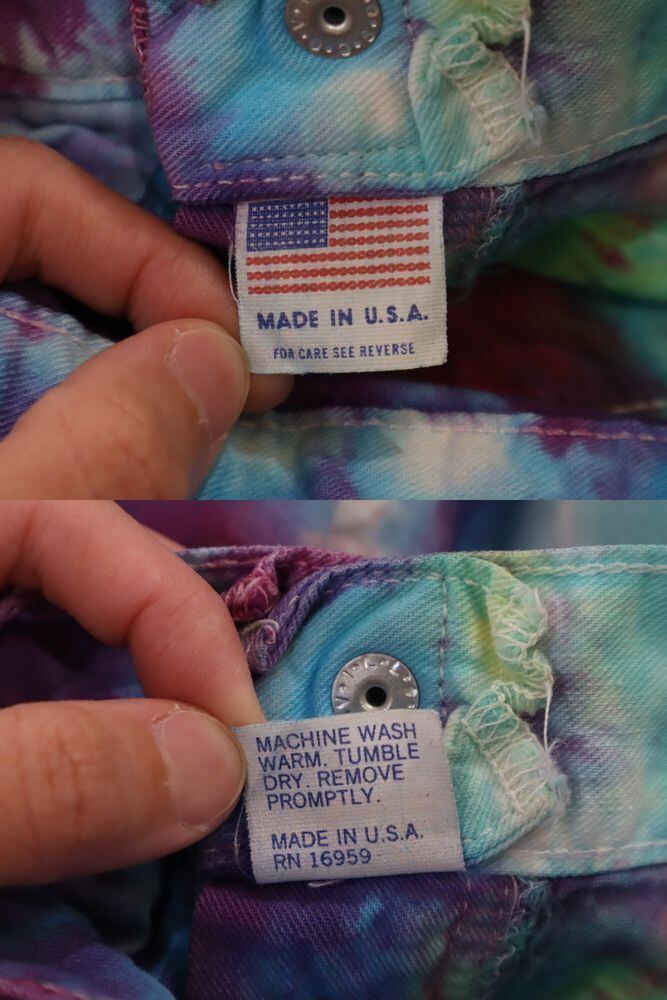 MADE IN U.S.A.
FOR CARE SEE REVERSE
MACHINE WASH
WARM. TUMBLE
DRY. REMOVE
PROMPTLY.
MADE IN U.S.A.
RN 16959